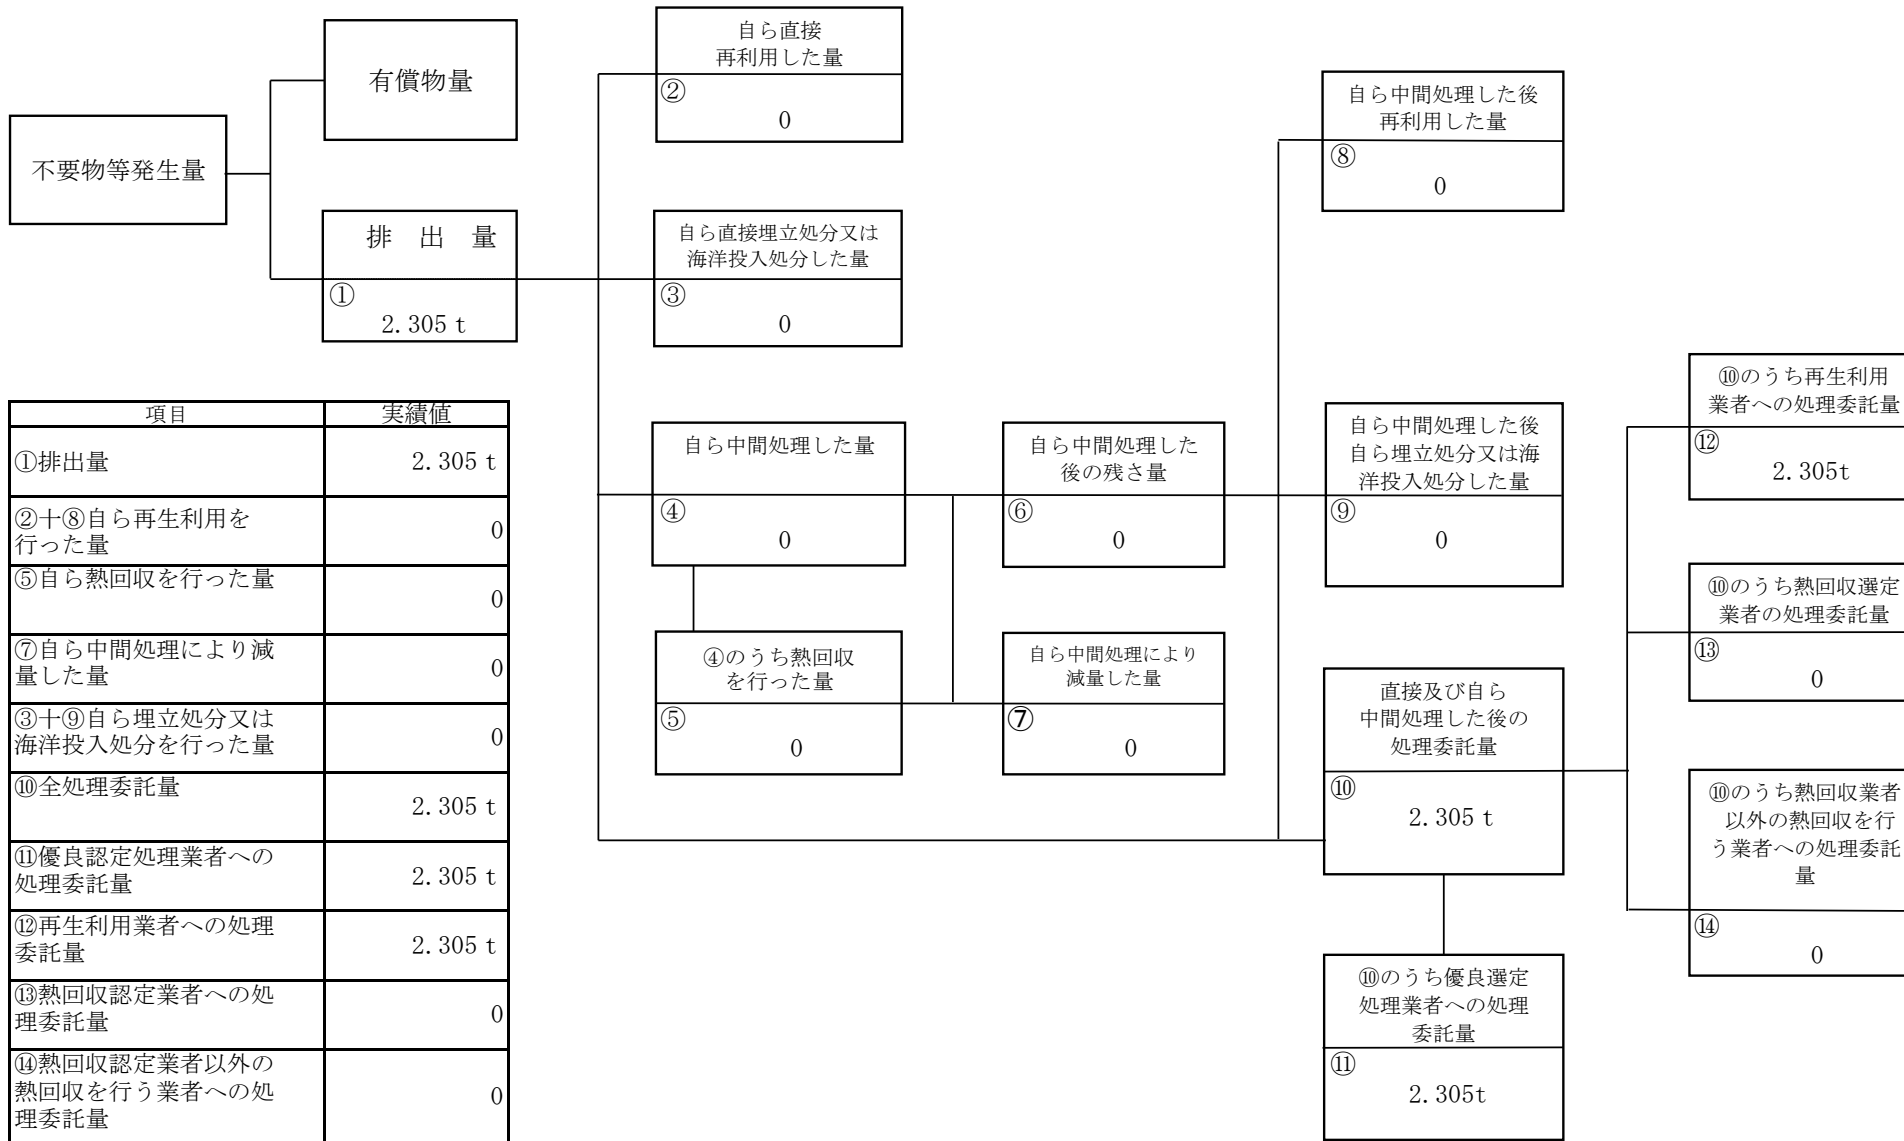 不要物等発生量
有償物量
排 出 量
①
2.305 t
自ら直接
再利用した量
②
0
自ら直接埋立処分又は
海洋投入処分した量
③
0
自ら中間処理した量
④
0
④のうち熱回収
を行った量
⑤
0
自ら中間処理した
後の残さ量
⑥
0
自ら中間処理により
減量した量
⑦
0
自ら中間処理した後
再利用した量
⑧
0
自ら中間処理した後
自ら埋立処分又は海
洋投入処分した量
⑨
0
直接及び自ら
中間処理した後の
処理委託量
⑩
2.305 t
⑩のうち優良選定
処理業者への処理
委託量
⑪
2.305t
⑩のうち再生利用
業者への処理委託量
⑫
2.305t
⑩のうち熱回収選定
業者の処理委託量
⑬
0
⑩のうち熱回収業者
以外の熱回収を行
う業者への処理委託
量
⑭
0
項目 実績値
①排出量 2.305 t
②十⑧自ら再生利用を
行った量 0
⑤自ら熱回収を行った量
0
⑦自ら中間処理により減
量した量 0
③十⑨自ら埋立処分又は
海洋投入処分を行った量 0
⑩全処理委託量
2.305 t
⑪優良認定処理業者への
処理委託量 2.305 t
⑫再生利用業者への処理
委託量 2.305 t
⑬熱回収認定業者への処
理委託量 0
⑭熱回収認定業者以外の
熱回収を行う業者への処
理委託量 0